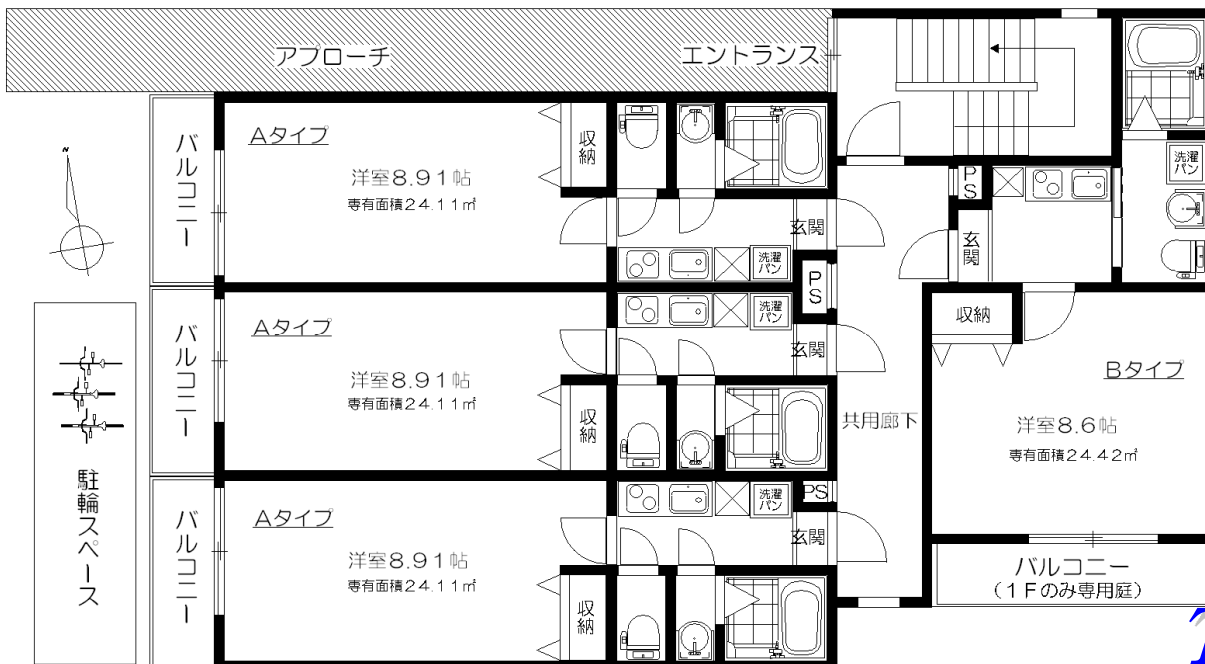 アプローチ
エントランス
バルコニー
Aタイプ
洋室8.91帖
専有面積24.11㎡
収納
玄関
洗濯
パン
PS
PS
玄関
洗濯
パン
N
バルコニー
Aタイプ
洋室8.91帖
専有面積24.11㎡
収納
洗濯
パン
玄関
共用廊下
収納
Bタイプ
洋室8.6帖
専有面積24.42㎡
バルコニー
(1Fのみ専用庭)
駐輪スペース
バルコニー
Aタイプ
洋室8.91帖
専有面積24.11㎡
収納
洗濯
パン
PS
玄関